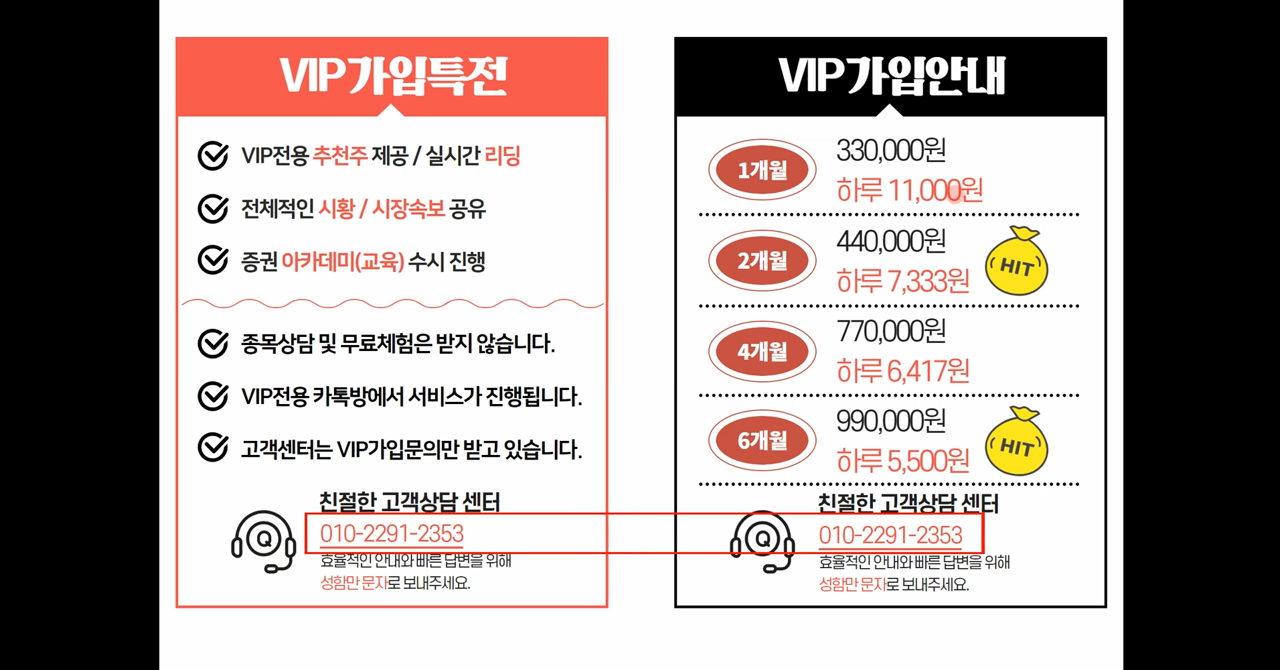 VIP가입특전
VIP전용 추천주 제공 / 실시간 리딩
전체적인 시황 / 시장속보 공유
증권 아카데미(교육) 수시 진행
종목상담 및 무료체험은 받지 않습니다.
VIP전용 카톡방에서 서비스가 진행됩니다.
고객센터는 VIP가입문의만 받고 있습니다.
친절한 고객상담 센터
Q
010-2291-2353
효율적인 안내와 빠른 답변을 위해
성함만 문자로 보내주세요.
VIP가입안내
1개월
330,000원
하루 11,000원
2개월
440,000원
하루 7,333원
HIT
4개월
770,000원
하루 6,417원
6개월
990,000원
하루 5,500원
HIT
친절한 고객상담 센터
Q
010-2291-2353
효율적인 안내와 빠른 답변을 위해
성함만 문자로 보내주세요.